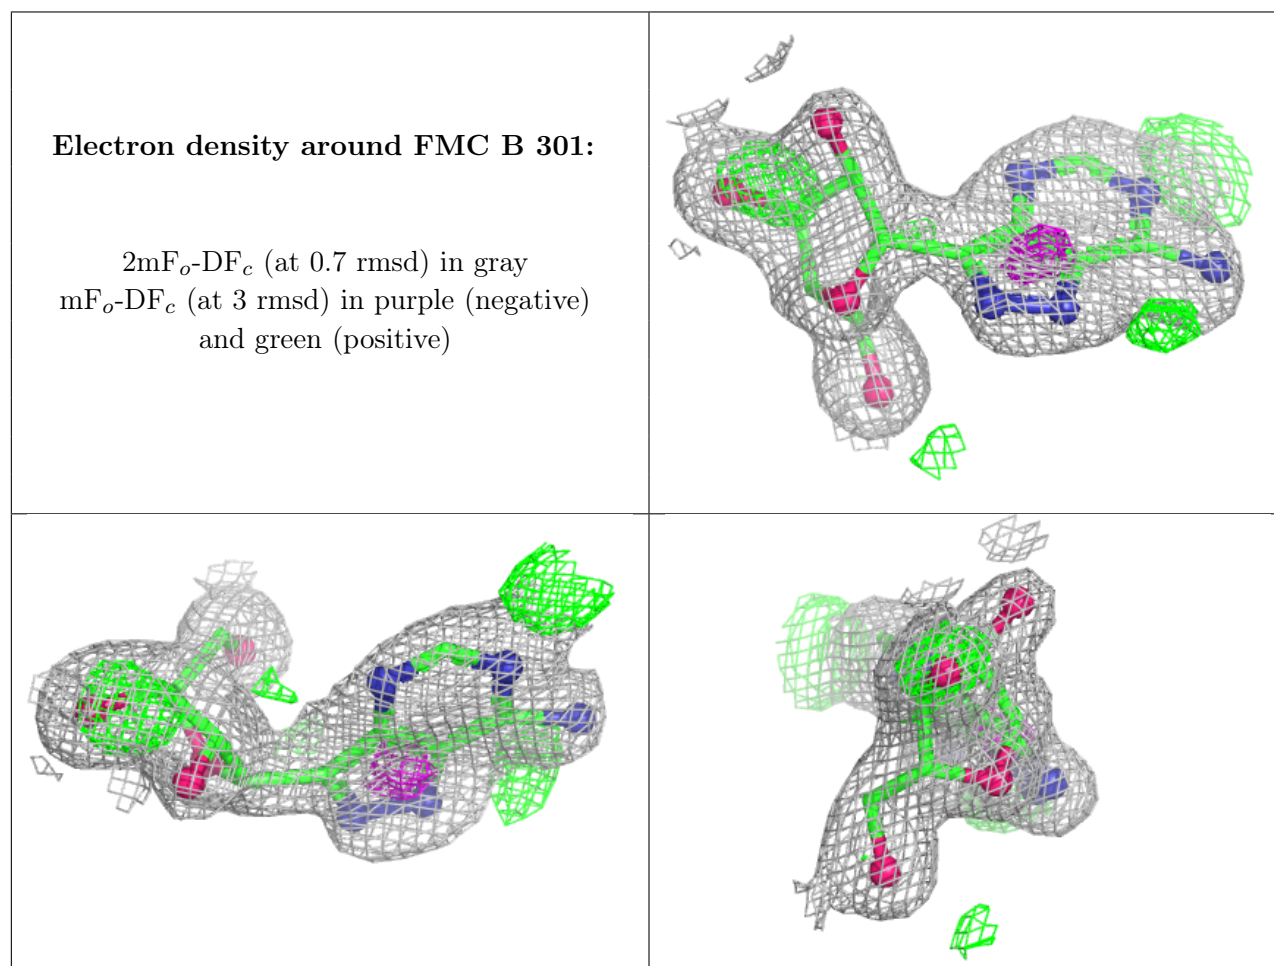 Electron density around FMC B 301:
2mFo-DFc (at 0.7 rmsd) in gray
mFo-DFc (at 3 rmsd) in purple (negative)
and green (positive)